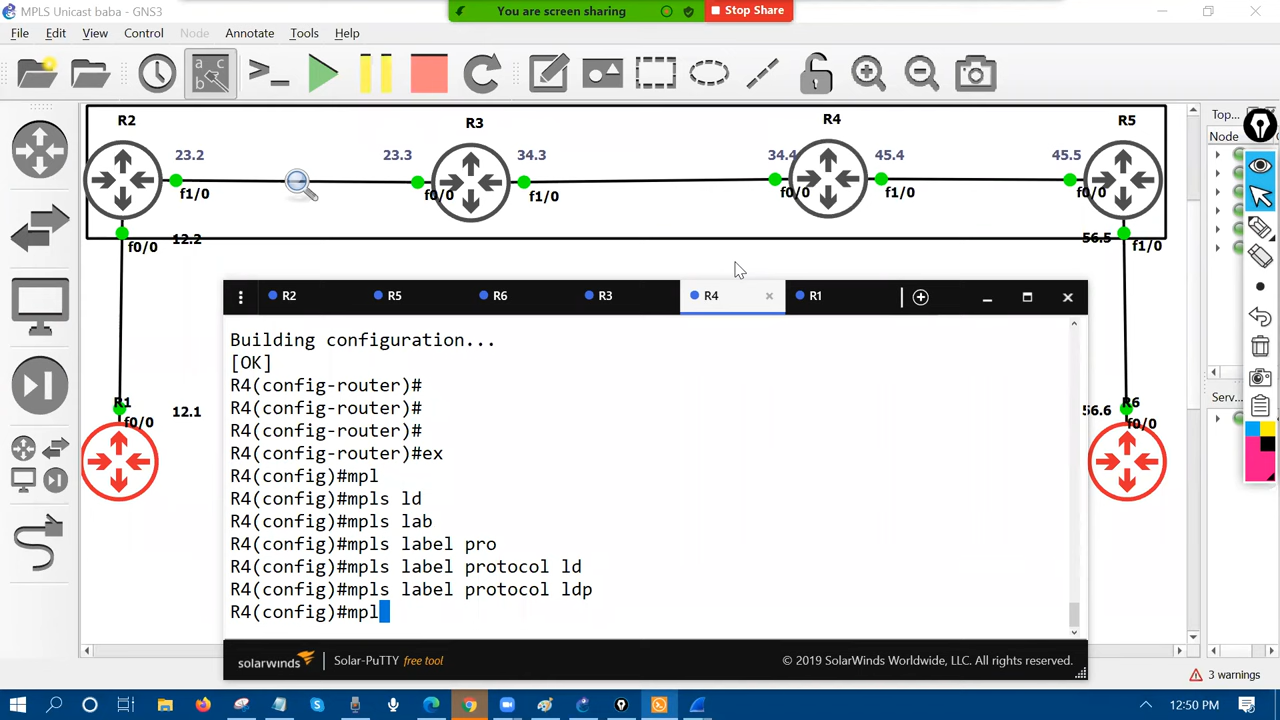 MPLS Unicast baba - GNS3
You are screen sharing
Stop Share
File Edit View Control Node Annotate Tools Help
R2
R3
R4
R5
23.2
23.3
34.3
34.4
45.4
45.5
f1/0
f0/0
f1/0
f0/0
f1/0
f0/0
f0/0
12.2
56.5
f1/0
R1
f0/0
12.1
56.6
R6
f0/0
Top...
Node
Serv...
R2 R5 R6 R3 R4 R1
Building configuration...
[OK]
R4(config-router)#
R4(config-router)#
R4(config-router)#
R4(config-router)#ex
R4(config)#mpl
R4(config)#mpls ld
R4(config)#mpls lab
R4(config)#mpls label pro
R4(config)#mpls label protocol ld
R4(config)#mpls label protocol ldp
R4(config)#mpl
solarwinds Solar-PuTTY free tool
© 2019 SolarWinds Worldwide, LLC. All rights reserved.
3 warnings
12:50 PM